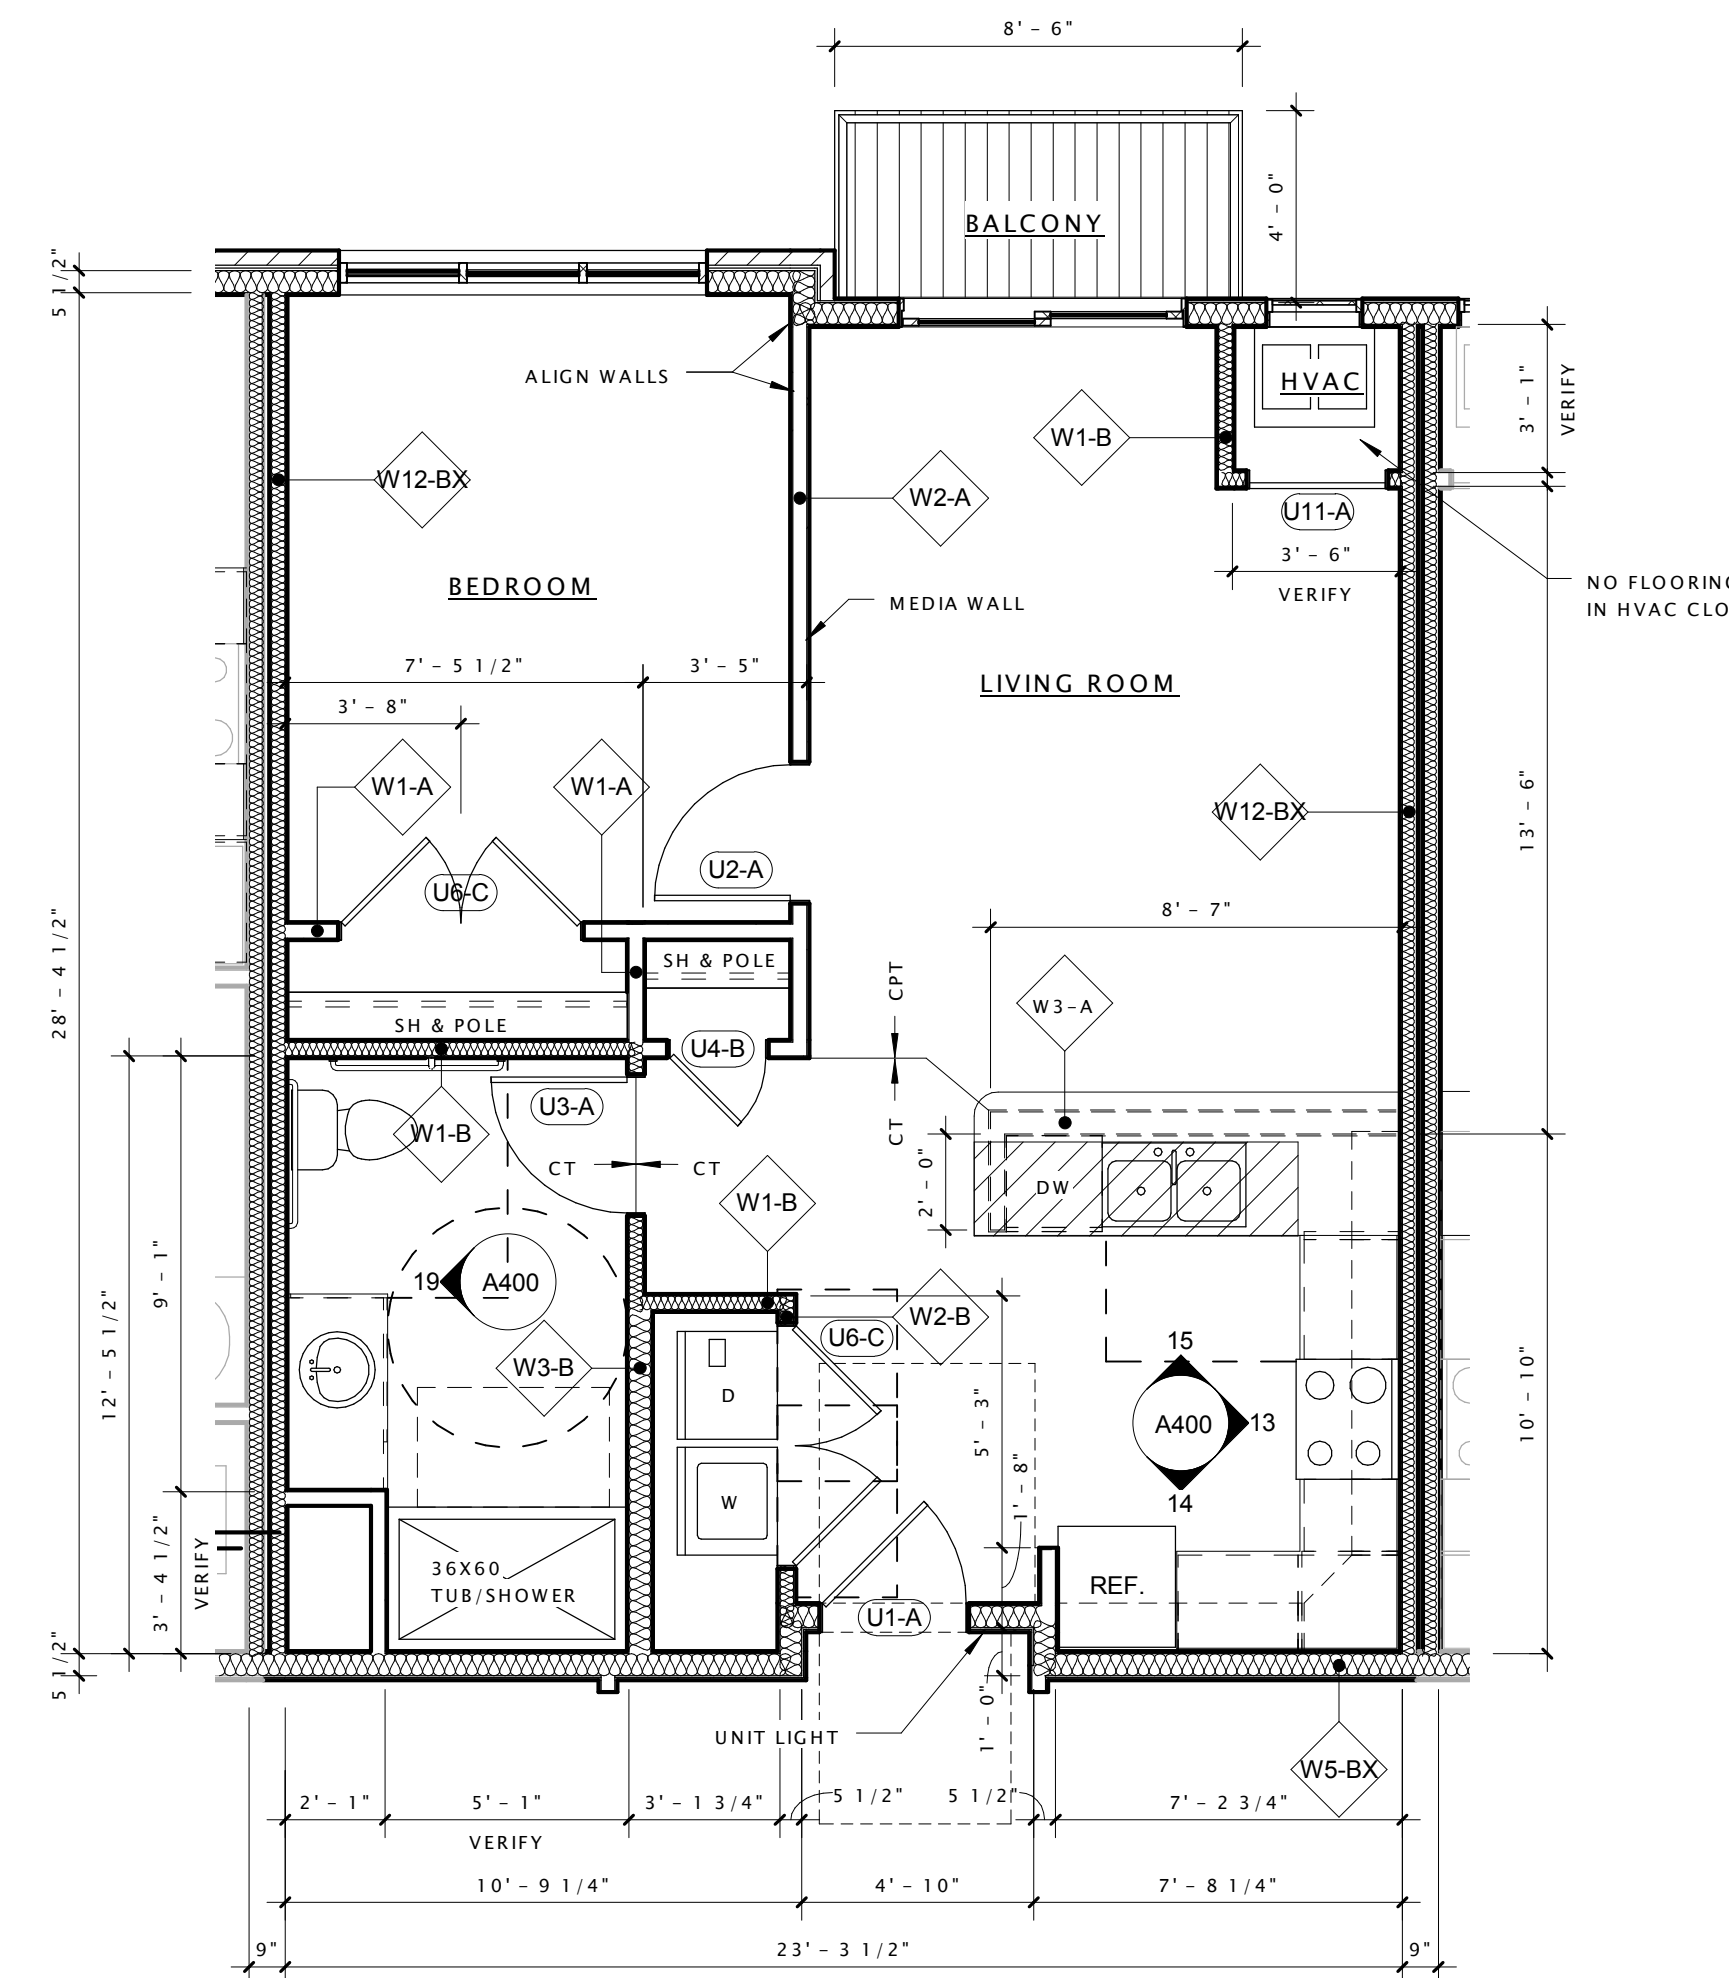 8' - 6"
4' - 0"
BALCONY
5 1/2"
ALIGN WALLS
HVAC
3' - 1"
VERIFY
W1-B
W12-BX
W2-A
U11-A
3' - 6"
VERIFY
NO FLOORING
IN HVAC CLO
BEDROOM
MEDIA WALL
7' - 5 1/2"
3' - 5"
LIVING ROOM
3' - 8"
W1-A
W1-A
W12-BX
13' - 6"
U2-A
U6-C
8' - 7"
28' - 4 1/2"
SH & POLE
CPT
W3-A
SH & POLE
U4-B
U3-A
W1-B
CT
CT
CT
2' - 0"
DW
W1-B
9' - 1"
19
A400
W2-B
U6-C
12' - 5 1/2"
W3-B
15
D
5' - 3"
A400
13
10' - 10"
1' - 8"
14
W
3' - 4 1/2"
VERIFY
36X60
TUB/SHOWER
REF.
U1-A
5 1/2"
1' - 0"
UNIT LIGHT
W5-BX
2' - 1"
5' - 1"
VERIFY
3' - 1 3/4"
5 1/2"
5 1/2"
7' - 2 3/4"
10' - 9 1/4"
4' - 10"
7' - 8 1/4"
9"
23' - 3 1/2"
9"